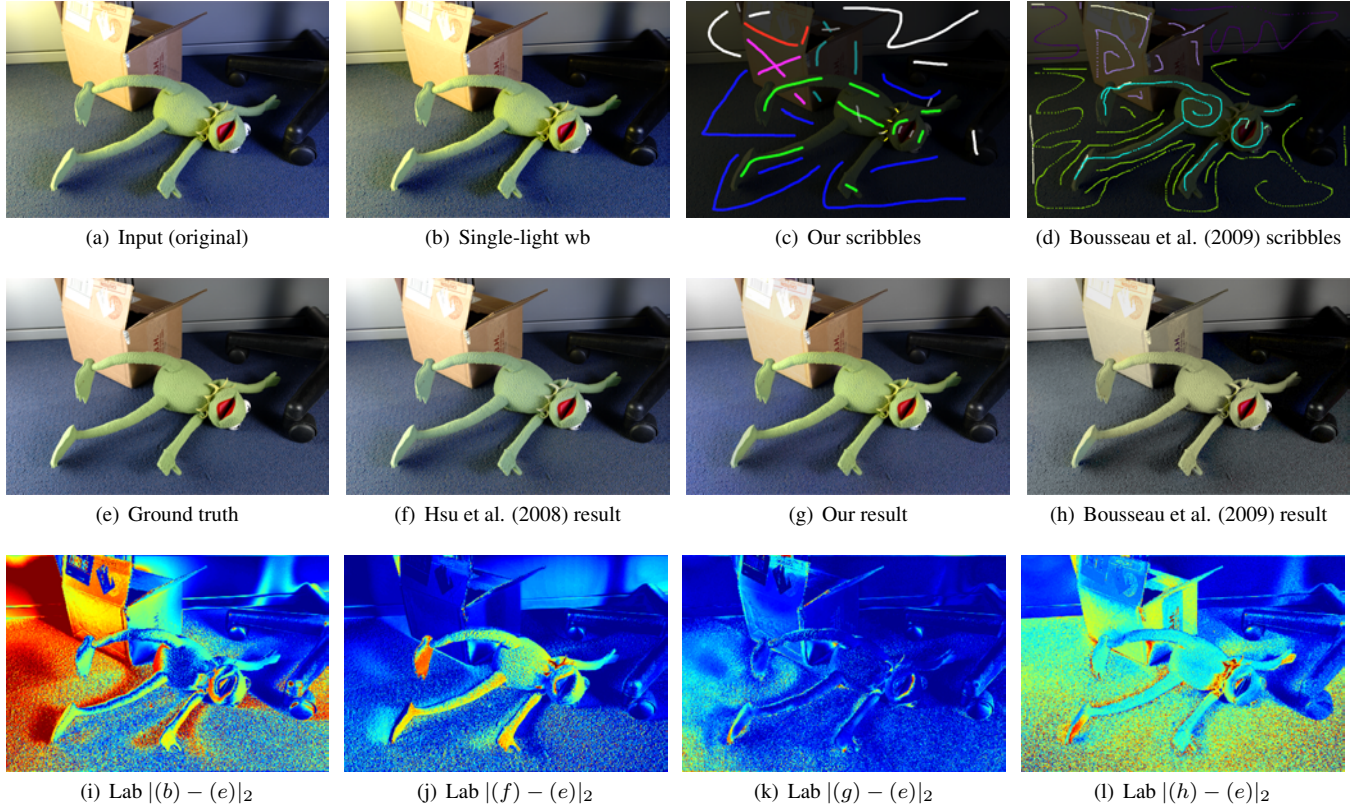 (a) Input (original)
(b) Single-light wb
(c) Our scribbles
(d) Bousseau et al. (2009) scribbles
(e) Ground truth
(f) Hsu et al. (2008) result
(g) Our result
(h) Bousseau et al. (2009) result
(i) Lab |(b) − (e)|₂
(j) Lab |(f) − (e)|₂
(k) Lab |(g) − (e)|₂
(l) Lab |(h) − (e)|₂